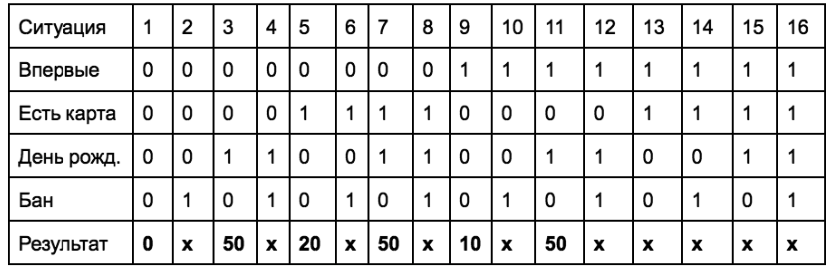 Ситуация 1 2 3 4 5 6 7 8 9 10 11 12 13 14 15 16
Впервые 0 0 0 0 0 0 0 0 1 1 1 1 1 1 1 1
Есть карта 0 0 0 0 1 1 1 1 0 0 0 0 1 1 1 1
День рожд. 0 0 1 1 0 0 1 1 0 0 1 1 0 0 1 1
Бан 0 1 0 1 0 1 0 1 0 1 0 1 0 1 0 1
Результат 0 x 50 x 20 x 50 x 10 x 50 x x x x x